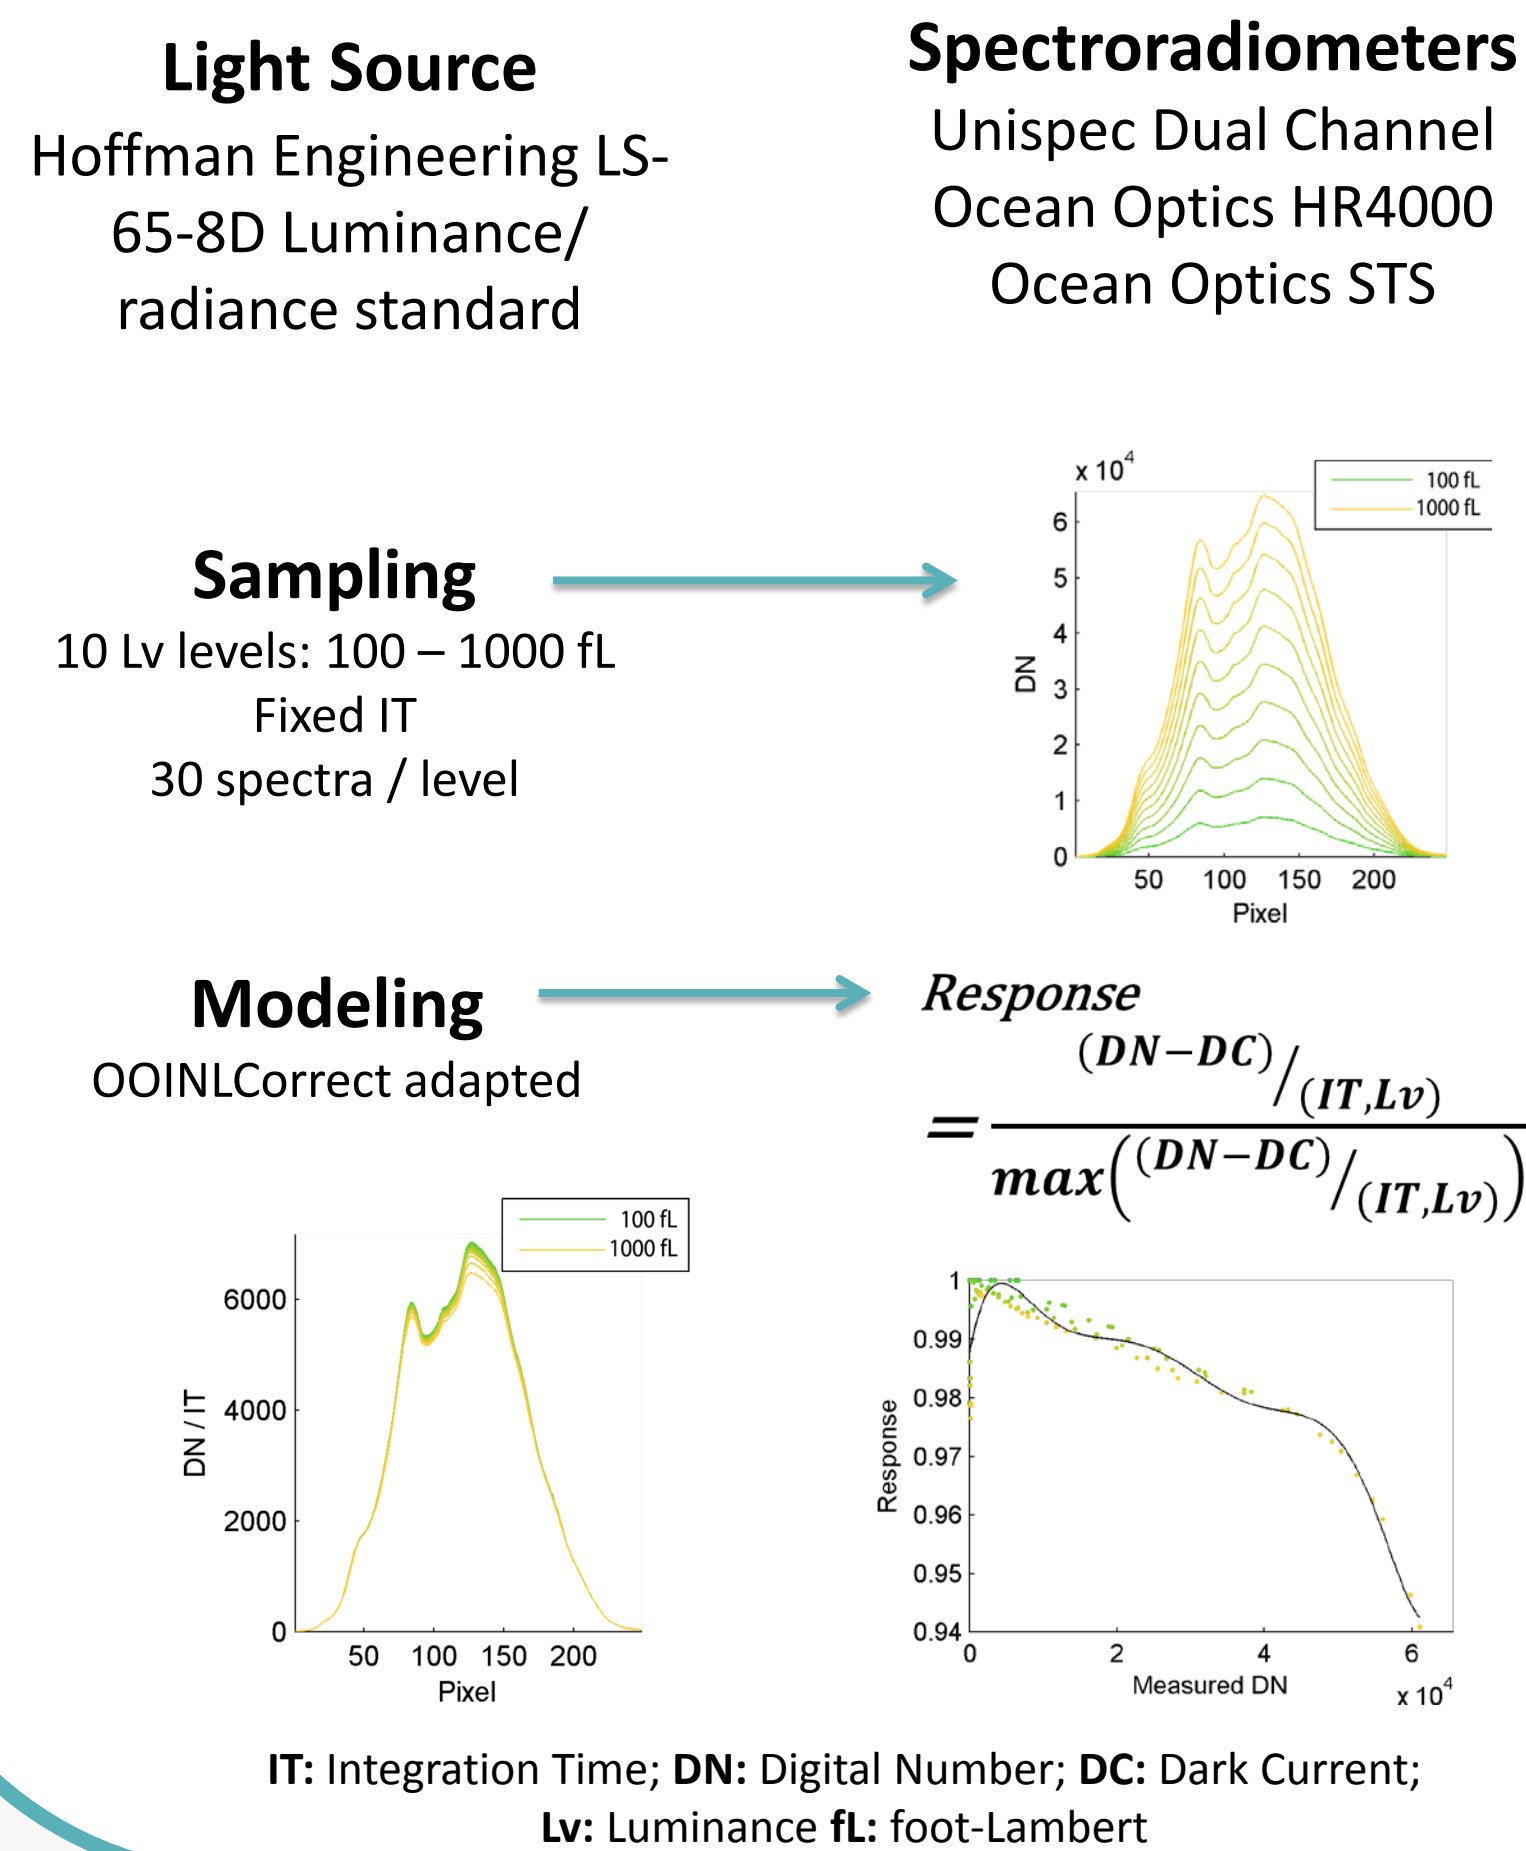 Light Source
Hoffman Engineering LS-
65-8D Luminance/
radiance standard
Spectroradiometers
Unispec Dual Channel
Ocean Optics HR4000
Ocean Optics STS
Sampling
10 Lv levels: 100 – 1000 fL
Fixed IT
30 spectra / level
x 10^4
100 fL
1000 fL
6
5
4
3
2
1
0
DN
50 100 150 200
Pixel
Modeling
OOINLCorrect adapted
Response
= (DN−DC)/(IT,Lv)
max((DN−DC)/(IT,Lv))
100 fL
1000 fL
6000
4000
2000
0
DN / IT
50 100 150 200
Pixel
1
0.99
0.98
0.97
0.96
0.95
0.94
Response
0 2 4 6
Measured DN
x 10^4
IT: Integration Time; DN: Digital Number; DC: Dark Current;
Lv: Luminance fL: foot-Lambert